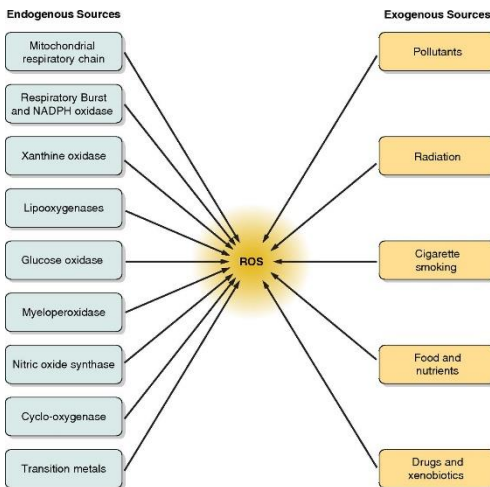 Endogenous Sources
Mitochondrial
respiratory chain
Respiratory Burst
and NADPH oxidase
Xanthine oxidase
Lipooxygenases
Glucose oxidase
Myeloperoxidase
Nitric oxide synthase
Cyclo-oxygenase
Transition metals
ROS
Exogenous Sources
Pollutants
Radiation
Cigarette
smoking
Food and
nutrients
Drugs and
xenobiotics